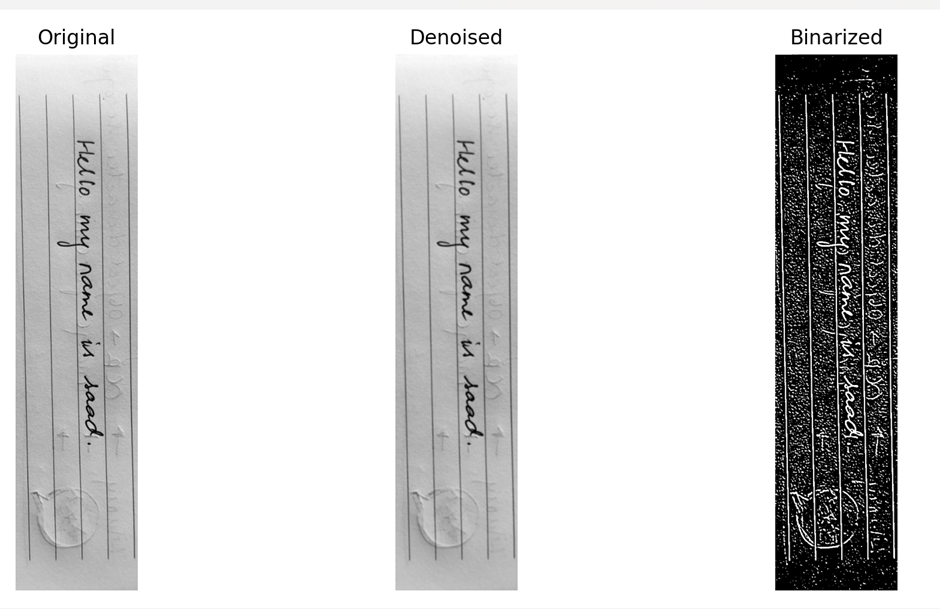 Original
Hello my name, is saad.
Denoised
Hello my name, is saad.
Binarized
Hello my name, is saad.